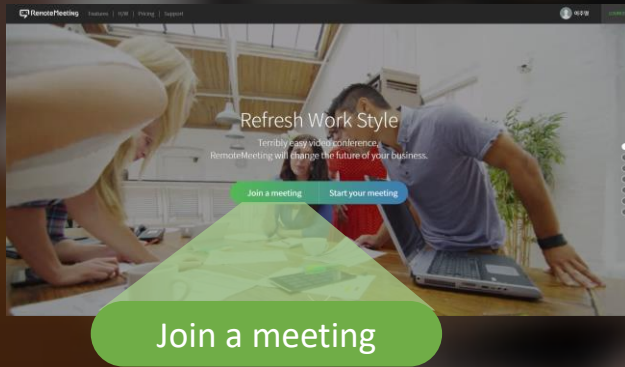 RemoteMeeting Features | H/W | Pricing | Support
Refresh Work Style
Terribly easy video conference,
RemoteMeeting will change the future of your business.
Join a meeting Start your meeting
Join a meeting